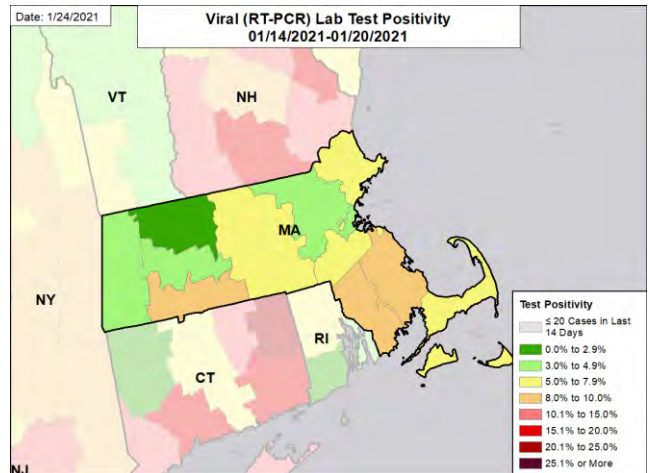 Date: 1/24/2021
Viral (RT-PCR) Lab Test Positivity
01/14/2021-01/20/2021
VT
NH
MA
NY
CT
RI
NJ
Test Positivity
≤ 20 Cases in Last
14 Days
0.0% to 2.9%
3.0% to 4.9%
5.0% to 7.9%
8.0% to 10.0%
10.1% to 15.0%
15.1% to 20.0%
20.1% to 25.0%
25.1% or More